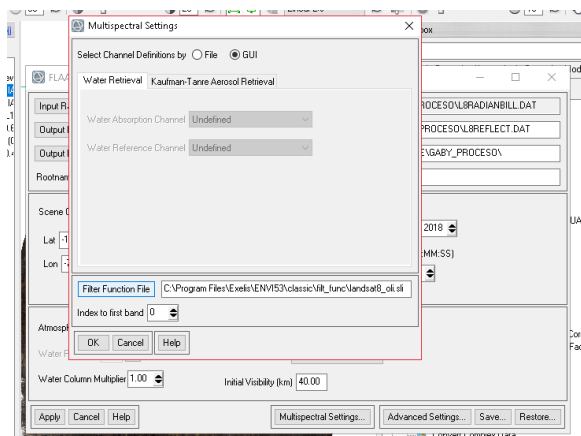 Multispectral Settings
Select Channel Definitions by File GUI
Water Retrieval Kaufman-Tanre Aerosol Retrieval
Water Absorption Channel Undefined
Water Reference Channel Undefined
Filter Function File C:\Program Files\Exelis\ENVI53\classic\filt_func\landsat8_oli.sli
Index to first band 0
OK Cancel Help
FLAA
Input R
ROCESO\L8RADIANBILL.DAT
Output
PROCESO\L8REFLECT.DAT
Output
E\GABY_PROCESO\
Rootnam
Scene C
Lat -1
2018
Lon
:MM:SS)
Atmosph
Water R
Water Column Multiplier 1.00 Initial Visibility (km) 40.00
Apply Cancel Help Multispectral Settings... Advanced Settings... Save... Restore...